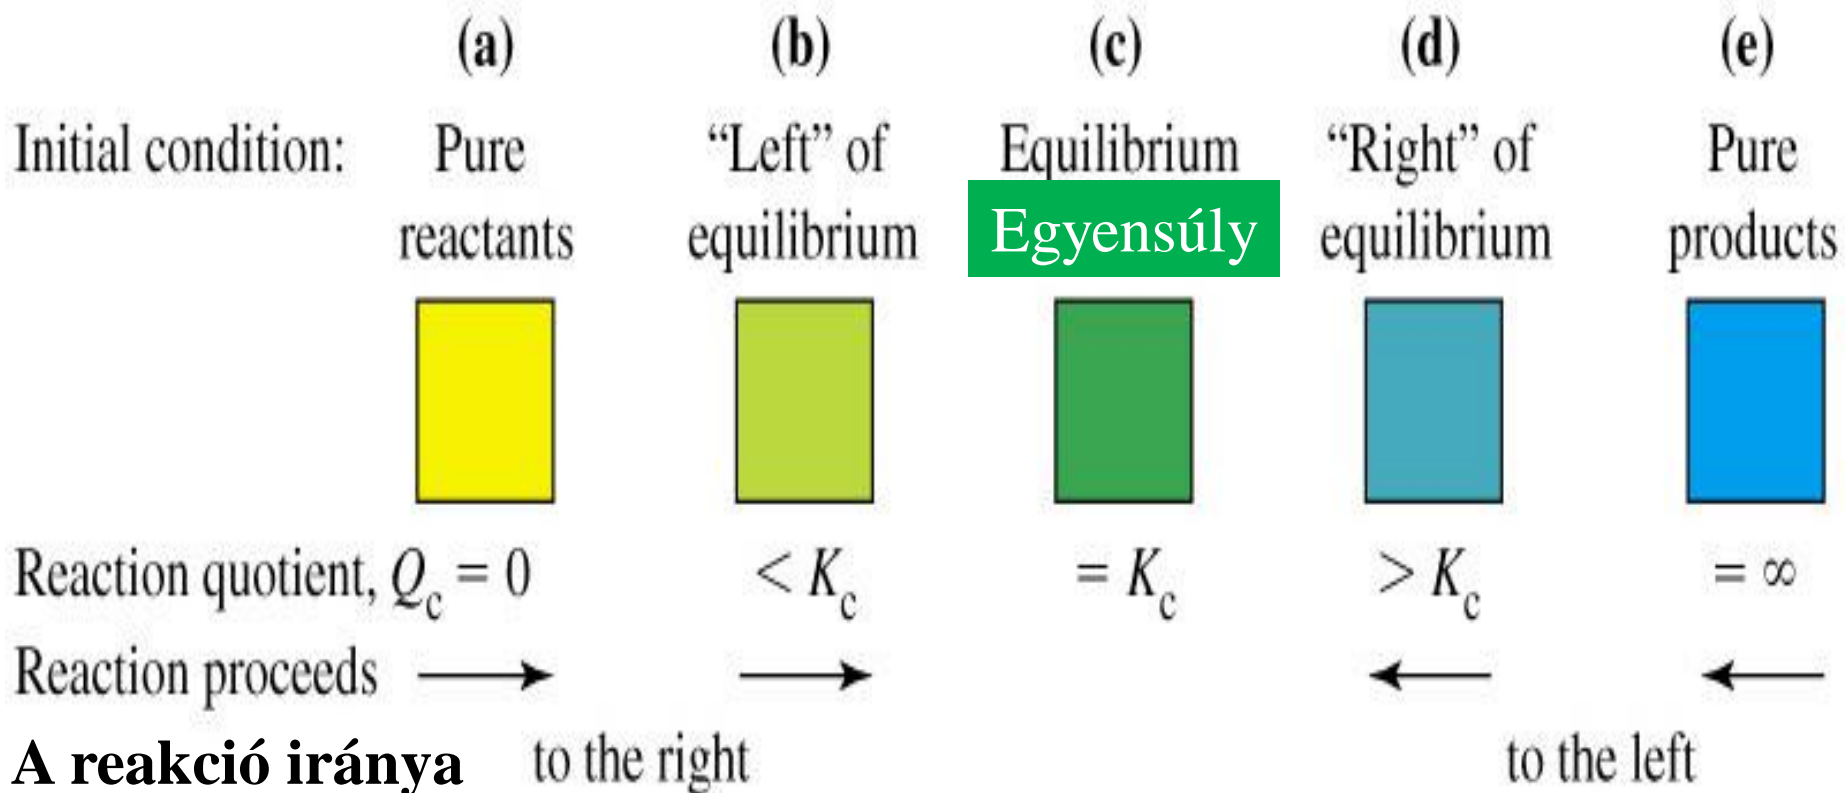 (a) (b) (c) (d) (e)
Initial condition: Pure "Left" of Equilibrium "Right" of Pure
reactants equilibrium Egyensúly equilibrium products
Reaction quotient, Qc = 0 < Kc = Kc > Kc = ∞
Reaction proceeds
A reakció iránya to the right to the left